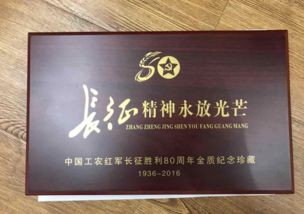 80
长征精神永放光芒
ZHANG ZHENG JING SHEN YOU FANG GUANG MANG
中国工农红军长征胜利80周年金质纪念珍藏
1936-2016